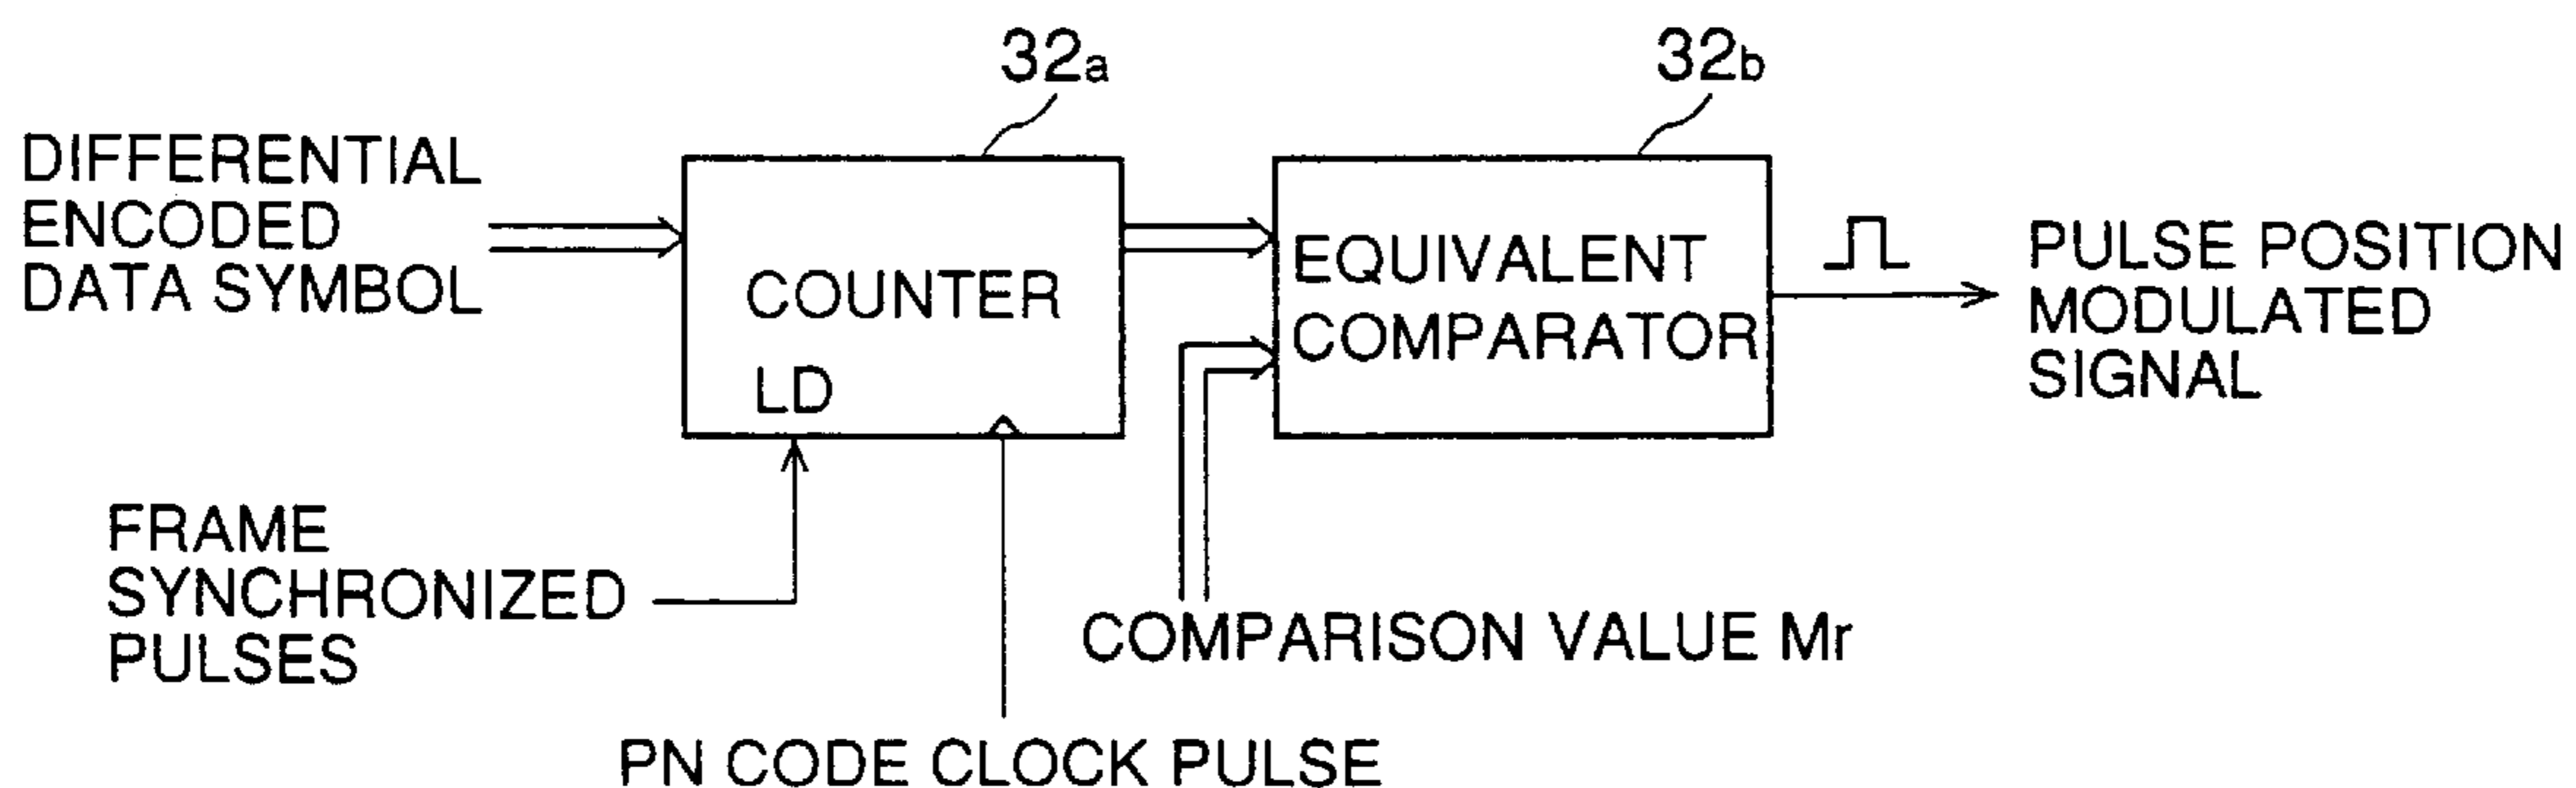 32a
32b
DIFFERENTIAL
ENCODED
DATA SYMBOL
COUNTER
LD
EQUIVALENT
COMPARATOR
PULSE POSITION
MODULATED
SIGNAL
FRAME
SYNCHRONIZED
PULSES
COMPARISON VALUE Mr
PN CODE CLOCK PULSE